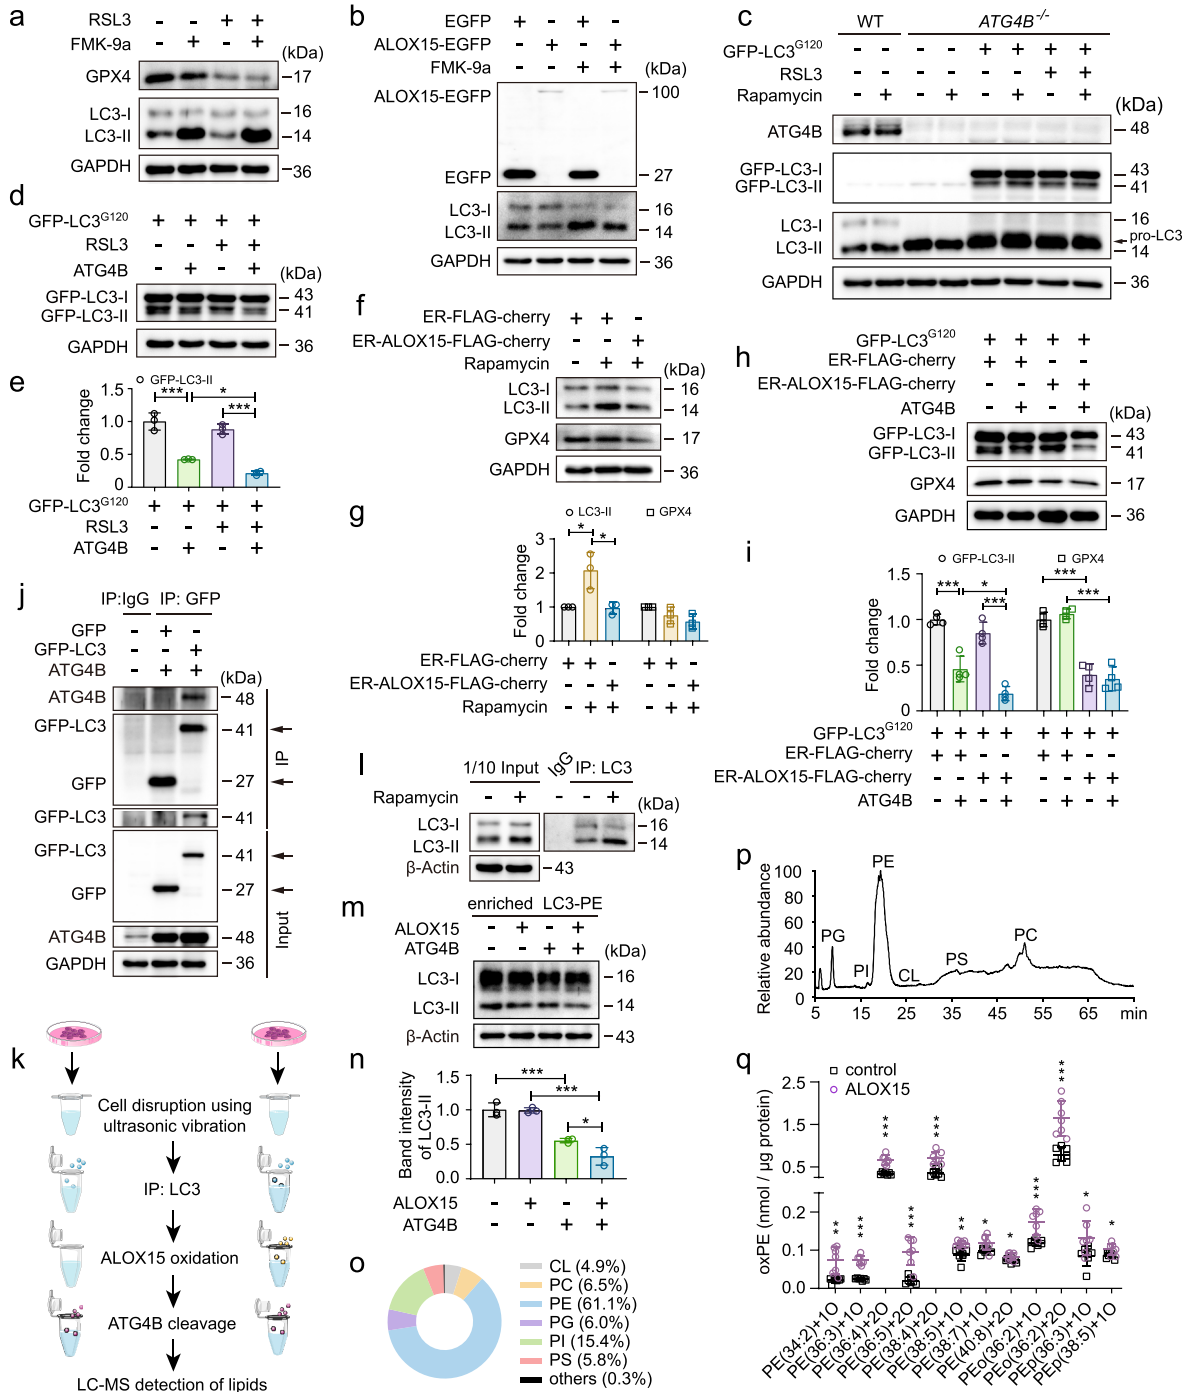 a
RSL3 - - + +
FMK-9a - + - + (kDa)
GPX4 17
LC3-I 16
LC3-II 14
GAPDH 36
b
EGFP + - + -
ALOX15-EGFP - + - +
FMK-9a - - + + (kDa)
ALOX15-EGFP 100
EGFP 27
LC3-I 16
LC3-II 14
GAPDH 36
c
WT ATG4B-/-
GFP-LC3G120 - - - - + + + +
RSL3 - - - - - - + +
Rapamycin - + - + - + - + (kDa)
ATG4B 48
GFP-LC3-I 43
GFP-LC3-II 41
LC3-I 16
pro-LC3
LC3-II 14
GAPDH 36
d
GFP-LC3G120 + + + +
RSL3 - - + +
ATG4B - + - + (kDa)
GFP-LC3-I 43
GFP-LC3-II 41
GAPDH 36
e
GFP-LC3-II
*** * ***
Fold change
1.0
0.5
0
GFP-LC3G120 + + + +
RSL3 - - + +
ATG4B - + - +
f
ER-FLAG-cherry + + -
ER-ALOX15-FLAG-cherry - - +
Rapamycin - + + (kDa)
LC3-I 16
LC3-II 14
GPX4 17
GAPDH 36
g
LC3-II GPX4
* *
Fold change
3
2
1
0
ER-FLAG-cherry + + - + + -
ER-ALOX15-FLAG-cherry - - + - - +
Rapamycin - + + - + +
h
GFP-LC3G120 + + + +
ER-FLAG-cherry + + - -
ER-ALOX15-FLAG-cherry - - + +
ATG4B - + - + (kDa)
GFP-LC3-I 43
GFP-LC3-II 41
GPX4 17
GAPDH 36
i
GFP-LC3-II GPX4
*** * *** *** ***
Fold change
1.5
1.0
0.5
0
GFP-LC3G120 + + + + + + + +
ER-FLAG-cherry + + - - + + - -
ER-ALOX15-FLAG-cherry - - + + - - + +
ATG4B - + - + - + - +
j
IP:IgG IP: GFP
GFP - + -
GFP-LC3 - - +
ATG4B - + + (kDa)
ATG4B 48
GFP-LC3 41
GFP 27
GFP-LC3 41
IP
GFP-LC3 41
GFP 27
ATG4B 48
GAPDH 36
Input
k
Cell disruption using
ultrasonic vibration
IP: LC3
ALOX15 oxidation
ATG4B cleavage
LC-MS detection of lipids
l
1/10 Input IgG IP: LC3
Rapamycin - + - - + (kDa)
LC3-I 16
LC3-II 14
β-Actin 43
m
enriched LC3-PE
ALOX15 - + - +
ATG4B - - + + (kDa)
LC3-I 16
LC3-II 14
β-Actin 43
n
*** *** *
Band intensity
of LC3-II
1.5
1.0
0.5
0.0
ALOX15 - + - +
ATG4B - - + +
o
CL (4.9%)
PC (6.5%)
PE (61.1%)
PG (6.0%)
PI (15.4%)
PS (5.8%)
others (0.3%)
p
Relative abundance
100
80
60
40
20
0
PG PI PE CL PS PC
5 15 25 35 45 55 65 min
q
control
ALOX15
oxPE (nmol / µg protein)
2.5
1.5
0.5
0.2
0.1
0.0
** *** *** *** *** ** * * *** *** * *
PE(34:2)+1O
PE(36:3)+1O
PE(36:4)+2O
PE(36:5)+2O
PE(38:4)+2O
PE(38:5)+1O
PE(38:7)+1O
PE(40:8)+2O
PEo(36:2)+1O
PEo(36:2)+2O
PEp(36:3)+1O
PEp(38:5)+1O